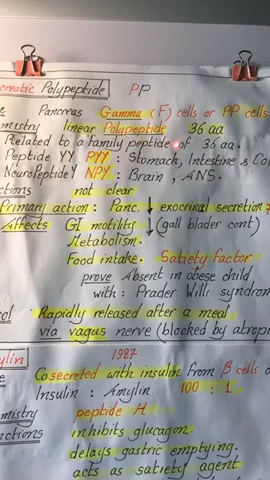 creatic Polypeptide PP
e Pancreas Gamma (F) cells or PP cells
mistry linear Polypeptide 36 aa
Related to a family peptide of 36 aa.
Peptide YY PYY : Stomach, Intestine & Co
NeuroPeptide Y NPY : Brain, ANS.
ctions not clear
Primary action : Panc. ↓ exocrinal secretion
Affects GI motility ↓ (gall bladder cont)
Metabolism.
Food intake. Satiety factor
prove Absent in obese child
with : Prader Willi syndrom
ol Rapidly released after a meal
via vagus nerve (blocked by atropi
ylin 1987
e Cosecreted with insulin from β cells o
Insulin : Amylin 100 : 1
mistry peptide
nctions inhibits glucagon.
delays gastric emptying.
acts as satiety agent